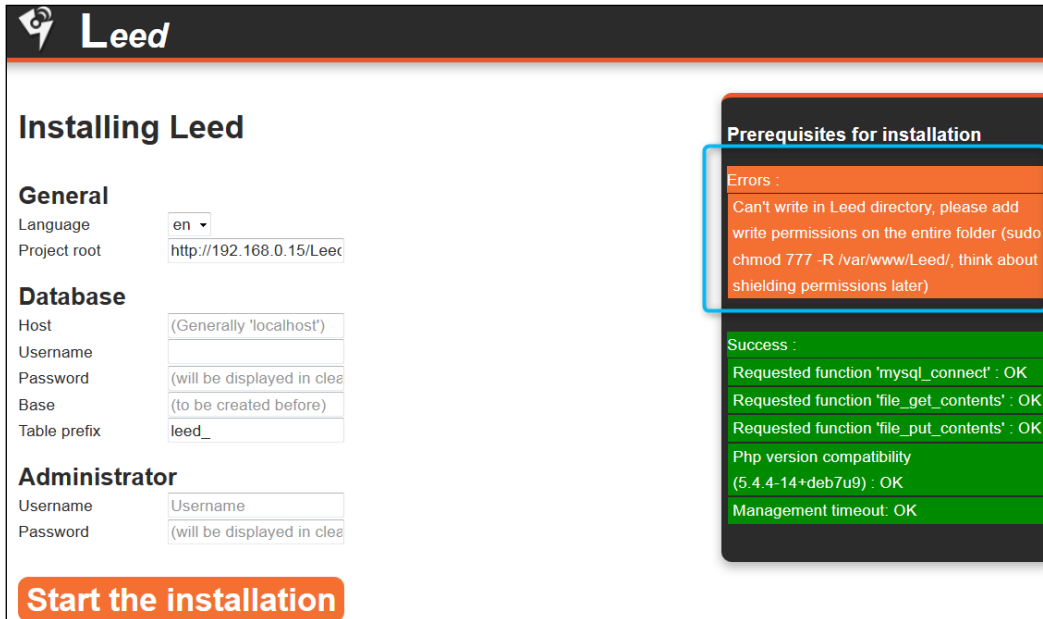 Leed
Installing Leed
General
Language en
Project root http://192.168.0.15/Leed
Database
Host (Generally 'localhost')
Username
Password (will be displayed in clea
Base (to be created before)
Table prefix leed_
Administrator
Username Username
Password (will be displayed in clea
Start the installation
Prerequisites for installation
Errors :
Can't write in Leed directory, please add
write permissions on the entire folder (sudo
chmod 777 -R /var/www/Leed/, think about
shielding permissions later)
Success :
Requested function 'mysql_connect' : OK
Requested function 'file_get_contents' : OK
Requested function 'file_put_contents' : OK
Php version compatibility
(5.4.4-14+deb7u9) : OK
Management timeout: OK